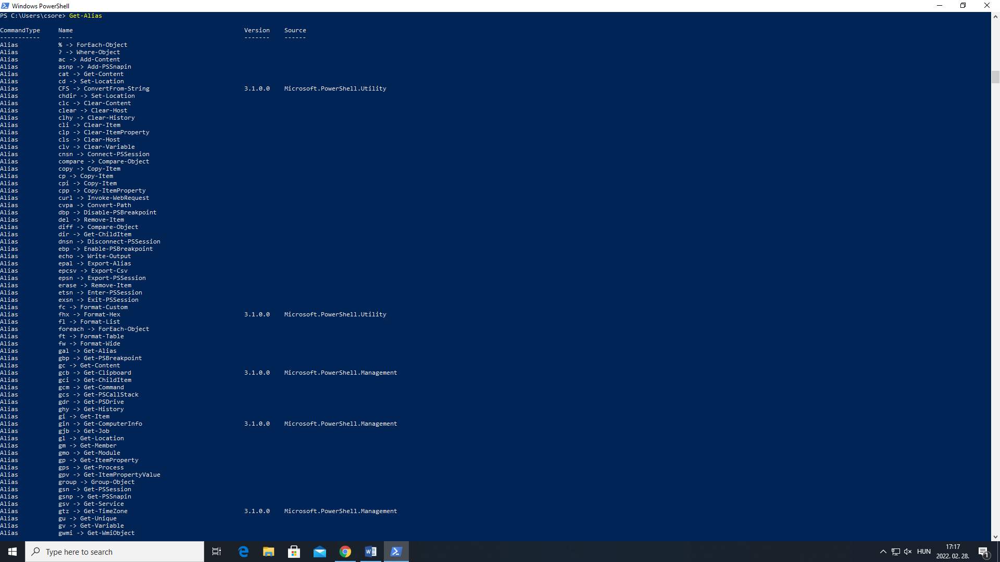 Windows PowerShell
PS C:\Users\csore> Get-Alias
CommandType     Name                                               Version    Source
-----------     ----                                               -------    ------
Alias           % -> ForEach-Object
Alias           ? -> Where-Object
Alias           ac -> Add-Content
Alias           asnp -> Add-PSSnapin
Alias           cat -> Get-Content
Alias           cd -> Set-Location
Alias           CFS -> ConvertFrom-String                          3.1.0.0    Microsoft.PowerShell.Utility
Alias           chdir -> Set-Location
Alias           clc -> Clear-Content
Alias           clear -> Clear-Host
Alias           clhy -> Clear-History
Alias           cli -> Clear-Item
Alias           clp -> Clear-ItemProperty
Alias           cls -> Clear-Host
Alias           clv -> Clear-Variable
Alias           cnsn -> Connect-PSSession
Alias           compare -> Compare-Object
Alias           copy -> Copy-Item
Alias           cp -> Copy-Item
Alias           cpi -> Copy-Item
Alias           cpp -> Copy-ItemProperty
Alias           curl -> Invoke-WebRequest
Alias           cvpa -> Convert-Path
Alias           dbp -> Disable-PSBreakpoint
Alias           del -> Remove-Item
Alias           diff -> Compare-Object
Alias           dir -> Get-ChildItem
Alias           dnsn -> Disconnect-PSSession
Alias           ebp -> Enable-PSBreakpoint
Alias           echo -> Write-Output
Alias           epal -> Export-Alias
Alias           epcsv -> Export-Csv
Alias           epsn -> Export-PSSession
Alias           erase -> Remove-Item
Alias           etsn -> Enter-PSSession
Alias           exsn -> Exit-PSSession
Alias           fc -> Format-Custom
Alias           fhx -> Format-Hex                                  3.1.0.0    Microsoft.PowerShell.Utility
Alias           fl -> Format-List
Alias           foreach -> ForEach-Object
Alias           ft -> Format-Table
Alias           fw -> Format-Wide
Alias           gal -> Get-Alias
Alias           gbp -> Get-PSBreakpoint
Alias           gc -> Get-Content
Alias           gcb -> Get-Clipboard                               3.1.0.0    Microsoft.PowerShell.Management
Alias           gci -> Get-ChildItem
Alias           gcm -> Get-Command
Alias           gcs -> Get-PSCallStack
Alias           gdr -> Get-PSDrive
Alias           ghy -> Get-History
Alias           gi -> Get-Item
Alias           gin -> Get-ComputerInfo                            3.1.0.0    Microsoft.PowerShell.Management
Alias           gjb -> Get-Job
Alias           gl -> Get-Location
Alias           gm -> Get-Member
Alias           gmo -> Get-Module
Alias           gp -> Get-ItemProperty
Alias           gps -> Get-Process
Alias           gpv -> Get-ItemPropertyValue
Alias           group -> Group-Object
Alias           gsn -> Get-PSSession
Alias           gsnp -> Get-PSSnapin
Alias           gsv -> Get-Service
Alias           gtz -> Get-TimeZone                                3.1.0.0    Microsoft.PowerShell.Management
Alias           gu -> Get-Unique
Alias           gv -> Get-Variable
Alias           gwmi -> Get-WmiObject
Type here to search
HUN
17:17
2022. 02. 28.
1